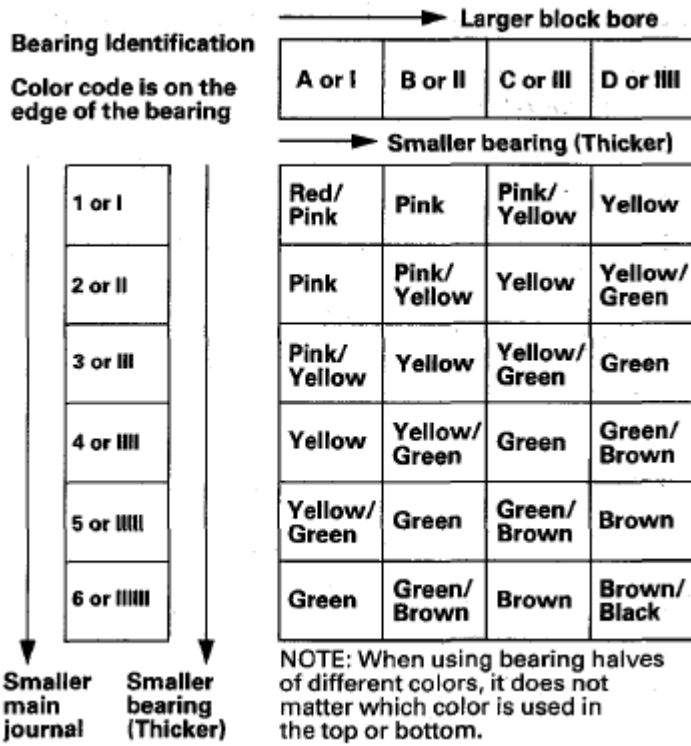 Larger block bore
Bearing Identification
Color code is on the
edge of the bearing
A or I
B or II
C or III
D or IIII
Smaller bearing (Thicker)
1 or I
Red/
Pink
Pink
Pink/
Yellow
Yellow
2 or II
Pink
Pink/
Yellow
Yellow
Yellow/
Green
3 or III
Pink/
Yellow
Yellow
Yellow/
Green
Green
4 or IIII
Yellow
Yellow/
Green
Green
Green/
Brown
5 or IIIII
Yellow/
Green
Green
Green/
Brown
Brown
6 or IIIIII
Green
Green/
Brown
Brown
Brown/
Black
Smaller
main
journal
Smaller
bearing
(Thicker)
NOTE: When using bearing halves
of different colors, it does not
matter which color is used in
the top or bottom.